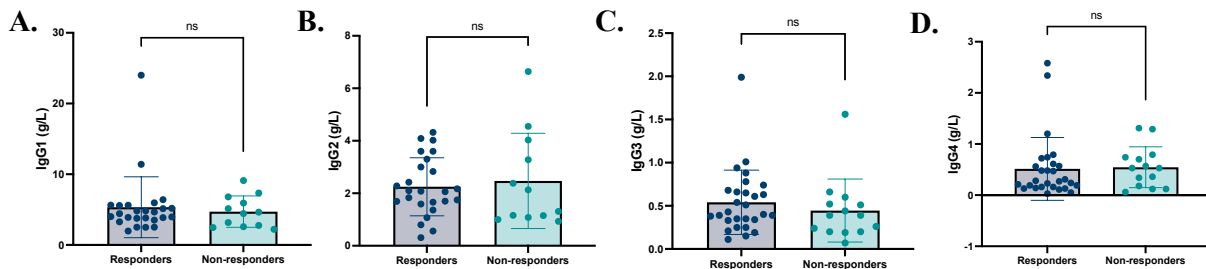 A.
ns
IgG1 (g/L)
30
20
10
0
Responders Non-responders
B.
ns
IgG2 (g/L)
8
6
4
2
0
Responders Non-responders
C.
ns
IgG3 (g/L)
2.5
2.0
1.5
1.0
0.5
0.0
Responders Non-responders
D.
ns
IgG4 (g/L)
3
2
1
0
-1
Responders Non-responders